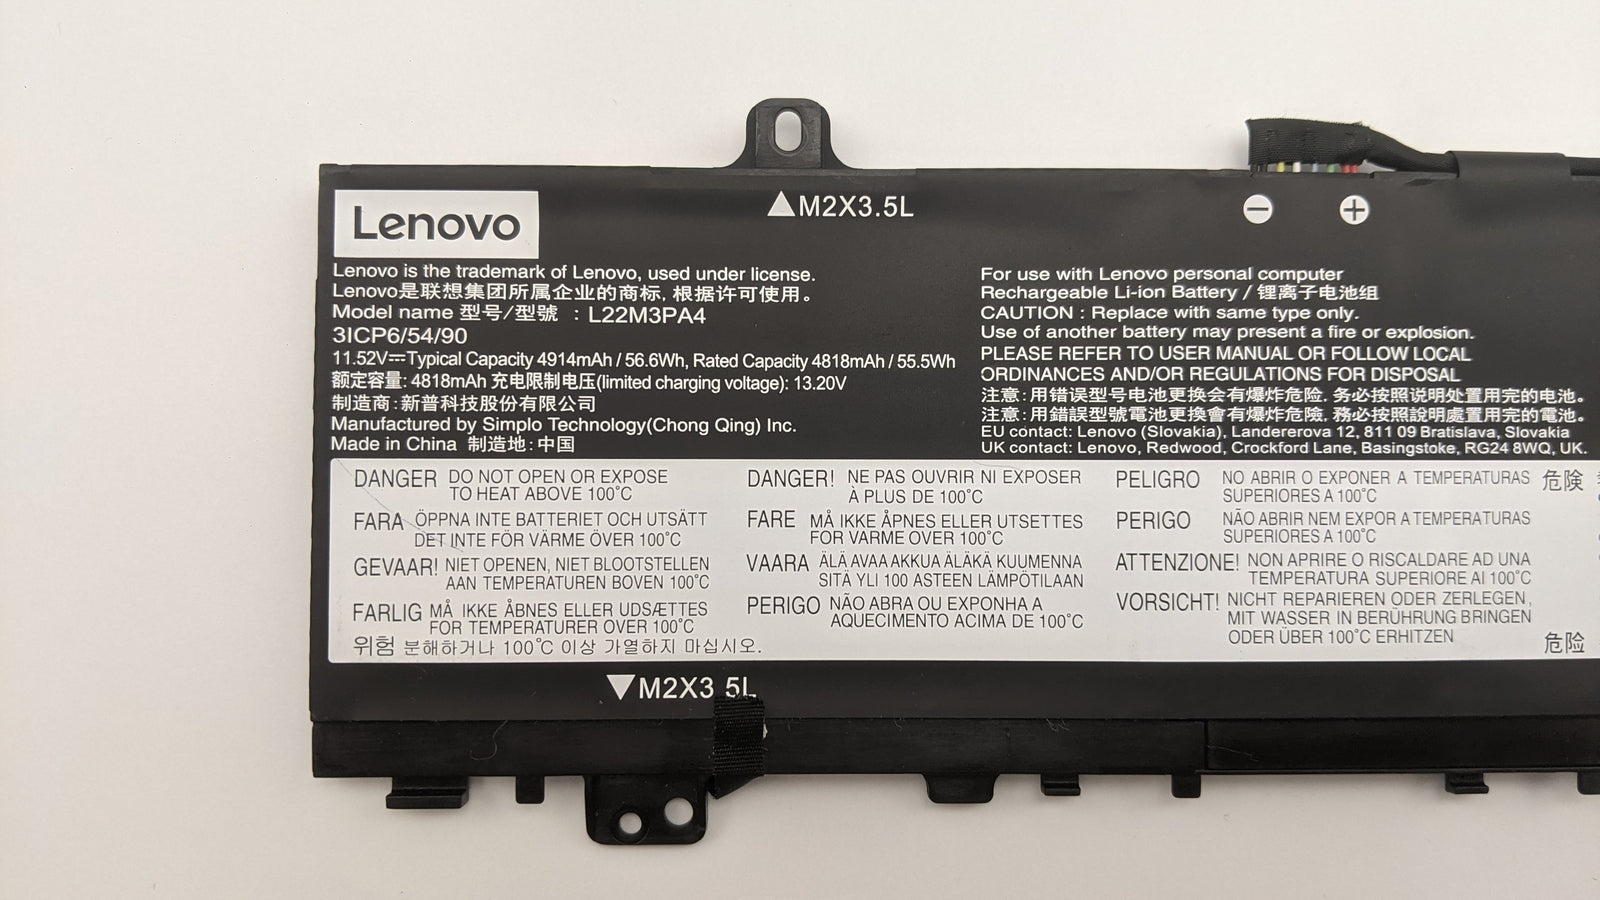 Lenovo
▲M2X3.5L
⊖ ⊕
Lenovo is the trademark of Lenovo, used under license.
Lenovo是联想集团所属企业的商标, 根据许可使用。
Model name 型号/型號 : L22M3PA4
3ICP6/54/90
11.52V⎓Typical Capacity 4914mAh / 56.6Wh, Rated Capacity 4818mAh / 55.5Wh
额定容量: 4818mAh 充电限制电压(limited charging voltage): 13.20V
制造商:新普科技股份有限公司
Manufactured by Simplo Technology(Chong Qing) Inc.
Made in China 制造地:中国
For use with Lenovo personal computer
Rechargeable Li-ion Battery / 锂离子电池组
CAUTION : Replace with same type only.
Use of another battery may present a fire or explosion.
PLEASE REFER TO USER MANUAL OR FOLLOW LOCAL
ORDINANCES AND/OR REGULATIONS FOR DISPOSAL
注意:用错误型号电池更换会有爆炸危险. 务必按照说明处置用完的电池。
注意:用錯誤型號電池更換會有爆炸危險. 務必按照說明處置用完的電池。
EU contact: Lenovo (Slovakia), Landererova 12, 811 09 Bratislava, Slovakia
UK contact: Lenovo, Redwood, Crockford Lane, Basingstoke, RG24 8WQ, UK.
DANGER DO NOT OPEN OR EXPOSE
TO HEAT ABOVE 100°C
FARA ÖPPNA INTE BATTERIET OCH UTSÄTT
DET INTE FÖR VÄRME ÖVER 100°C
GEVAAR! NIET OPENEN, NIET BLOOTSTELLEN
AAN TEMPERATUREN BOVEN 100°C
FARLIG MÅ IKKE ÅBNES ELLER UDSÆTTES
FOR TEMPERATURER OVER 100°C
위험 분해하거나 100°C 이상 가열하지 마십시오.
DANGER! NE PAS OUVRIR NI EXPOSER
À PLUS DE 100°C
FARE MÅ IKKE ÅPNES ELLER UTSETTES
FOR VARME OVER 100°C
VAARA ÄLÄ AVAA AKKUA ÄLÄKÄ KUUMENNA
SITÄ YLI 100 ASTEEN LÄMPÖTILAAN
PERIGO NÃO ABRA OU EXPONHA A
AQUECIMENTO ACIMA DE 100°C
PELIGRO NO ABRIR O EXPONER A TEMPERATURAS
SUPERIORES A 100°C
PERIGO NÃO ABRIR NEM EXPOR A TEMPERATURAS
SUPERIORES A 100°C
ATTENZIONE! NON APRIRE O RISCALDARE AD UNA
TEMPERATURA SUPERIORE AI 100°C
VORSICHT! NICHT REPARIEREN ODER ZERLEGEN,
MIT WASSER IN BERÜHRUNG BRINGEN
ODER ÜBER 100°C ERHITZEN
危険
危险
▼M2X3 5L